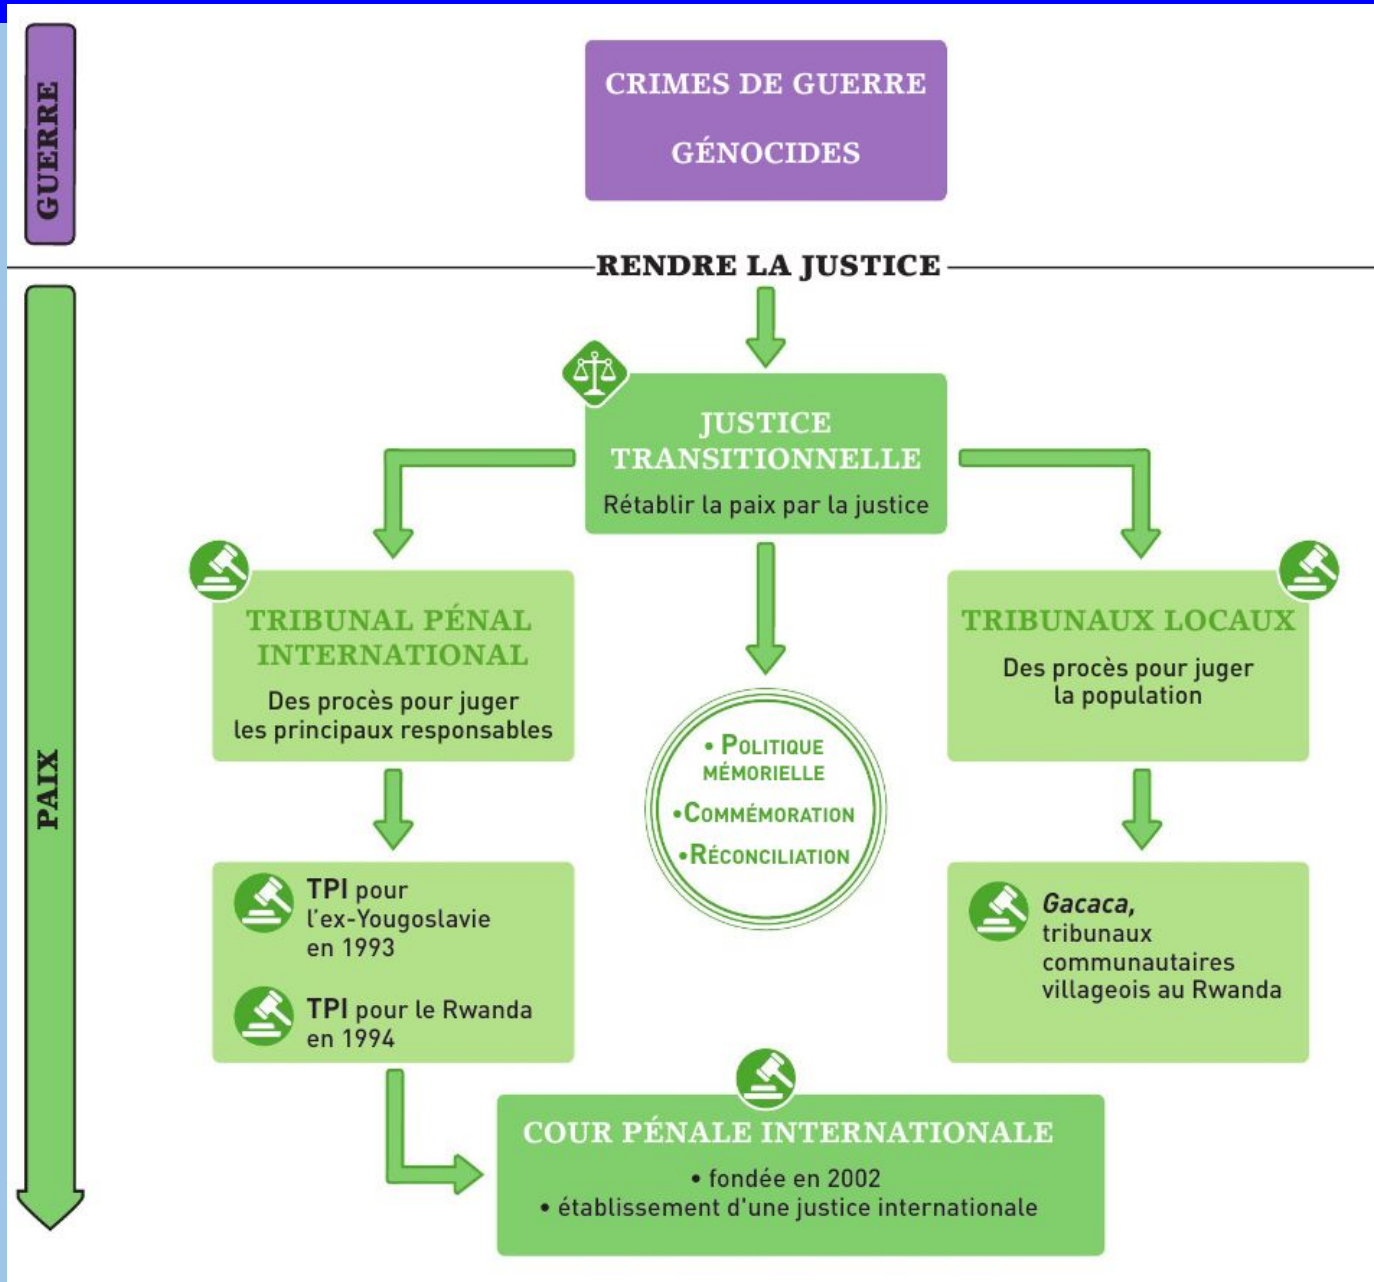 GUERRE
CRIMES DE GUERRE
GÉNOCIDES
RENDRE LA JUSTICE
PAIX
JUSTICE
TRANSITIONNELLE
Rétablir la paix par la justice
TRIBUNAL PÉNAL
INTERNATIONAL
Des procès pour juger
les principaux responsables
• POLITIQUE
MÉMORIELLE
•COMMÉMORATION
•RÉCONCILIATION
TRIBUNAUX LOCAUX
Des procès pour juger
la population
TPI pour
l'ex-Yougoslavie
en 1993
TPI pour le Rwanda
en 1994
Gacaca,
tribunaux
communautaires
villageois au Rwanda
COUR PÉNALE INTERNATIONALE
• fondée en 2002
• établissement d'une justice internationale